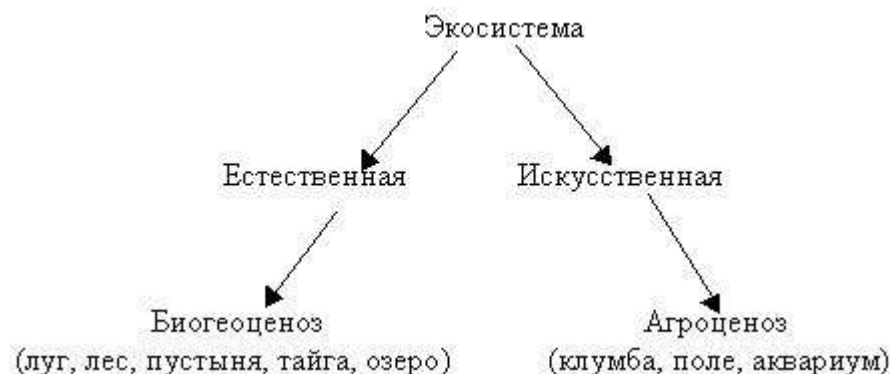 Экосистема
Естественная
Искусственная
Биогеоценоз
(луг, лес, пустыня, тайга, озеро)
Агроценоз
(клумба, поле, аквариум)